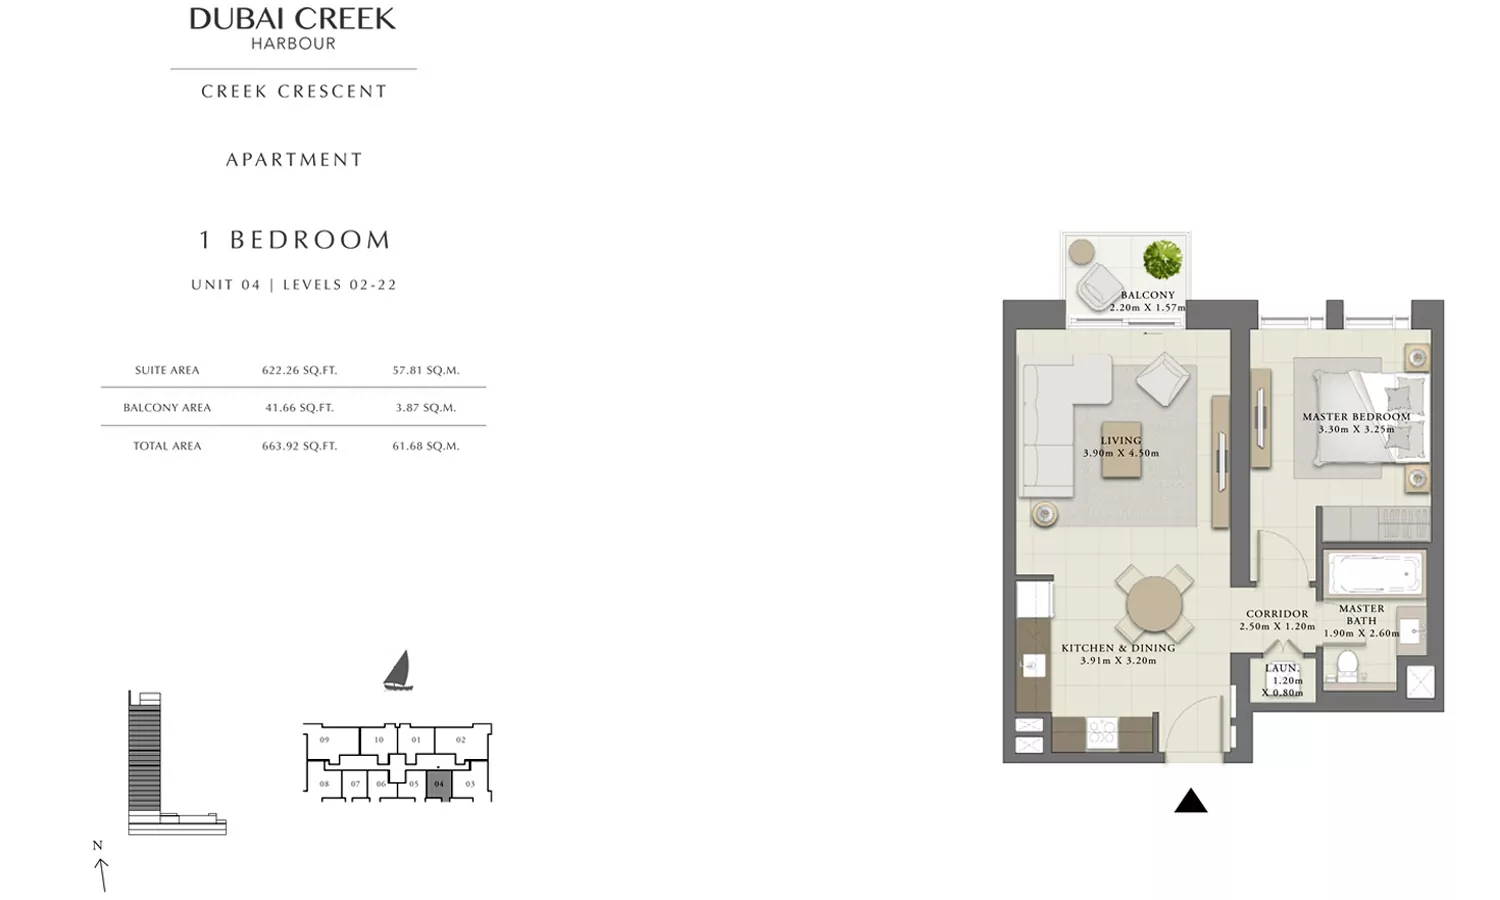 DUBAI CREEK
HARBOUR
CREEK CRESCENT
APARTMENT
1 BEDROOM
UNIT 04 | LEVELS 02-22
SUITE AREA 622.26 SQ.FT. 57.81 SQ.M.
BALCONY AREA 41.66 SQ.FT. 3.87 SQ.M.
TOTAL AREA 663.92 SQ.FT. 61.68 SQ.M.
09 10 01 02
08 07 06 05 04 03
N
BALCONY
2.20m X 1.57m
MASTER BEDROOM
3.30m X 3.25m
LIVING
3.90m X 4.50m
CORRIDOR
2.50m X 1.20m
MASTER
BATH
1.90m X 2.60m
KITCHEN & DINING
3.91m X 3.20m
LAUN.
1.20m
X 0.80m